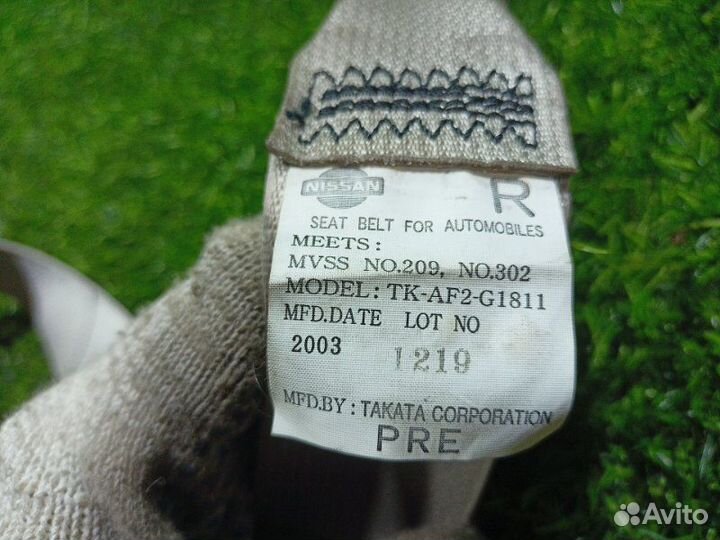 NISSAN R
SEAT BELT FOR AUTOMOBILES
MEETS:
MVSS NO.209, NO.302
MODEL: TK-AF2-G1811
MFD.DATE LOT NO
2003 1219
MFD.BY: TAKATA CORPORATION
PRE
Avito